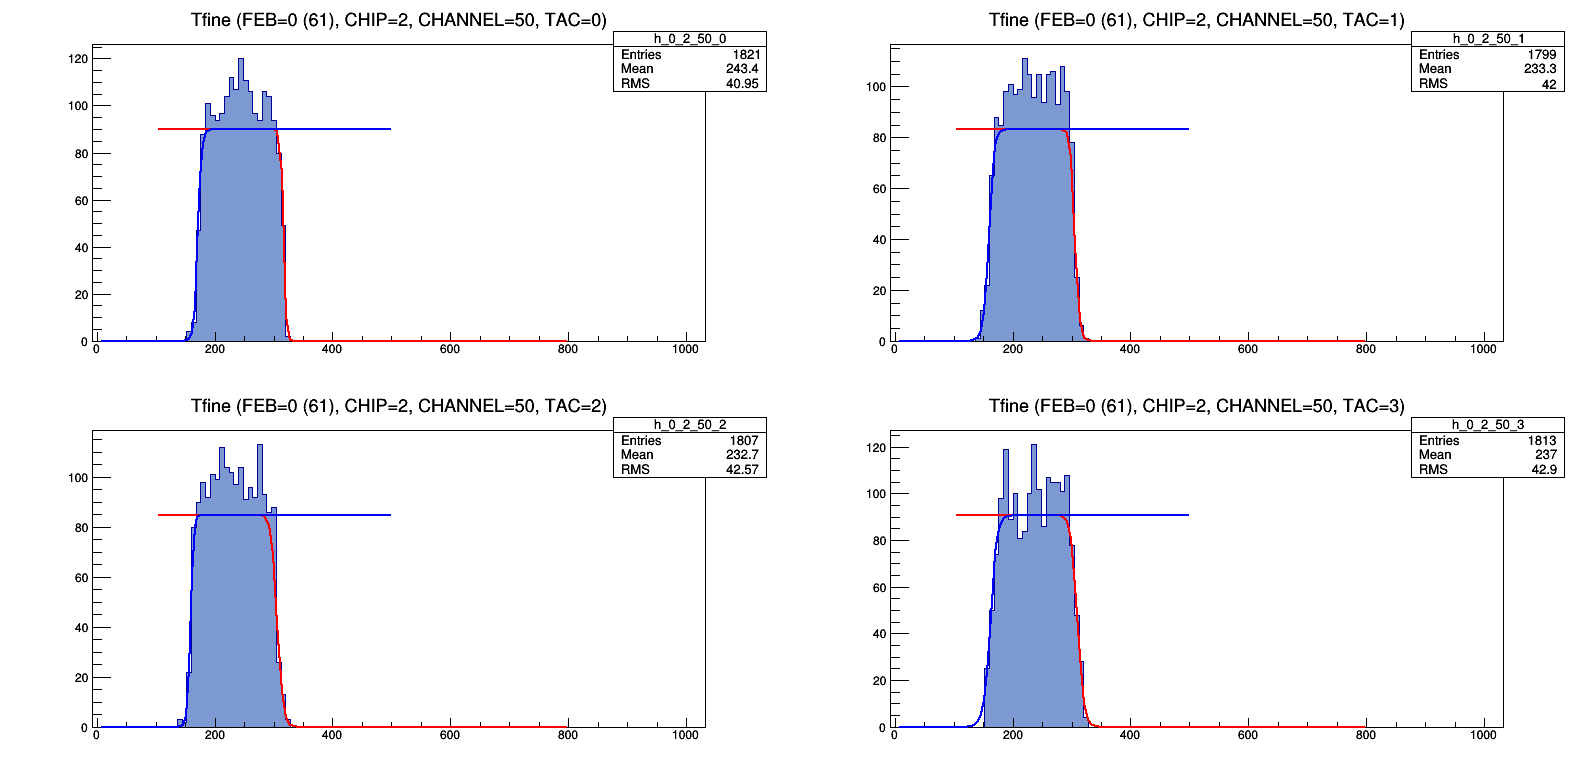 Tfine (FEB=0 (61), CHIP=2, CHANNEL=50, TAC=0)
h_0_2_50_0
Entries 1821
Mean 243.4
RMS 40.95
120
100
80
60
40
20
0
0 200 400 600 800 1000
Tfine (FEB=0 (61), CHIP=2, CHANNEL=50, TAC=1)
h_0_2_50_1
Entries 1799
Mean 233.3
RMS 42
100
80
60
40
20
0
0 200 400 600 800 1000
Tfine (FEB=0 (61), CHIP=2, CHANNEL=50, TAC=2)
h_0_2_50_2
Entries 1807
Mean 232.7
RMS 42.57
100
80
60
40
20
0
0 200 400 600 800 1000
Tfine (FEB=0 (61), CHIP=2, CHANNEL=50, TAC=3)
h_0_2_50_3
Entries 1813
Mean 237
RMS 42.9
120
100
80
60
40
20
0
0 200 400 600 800 1000